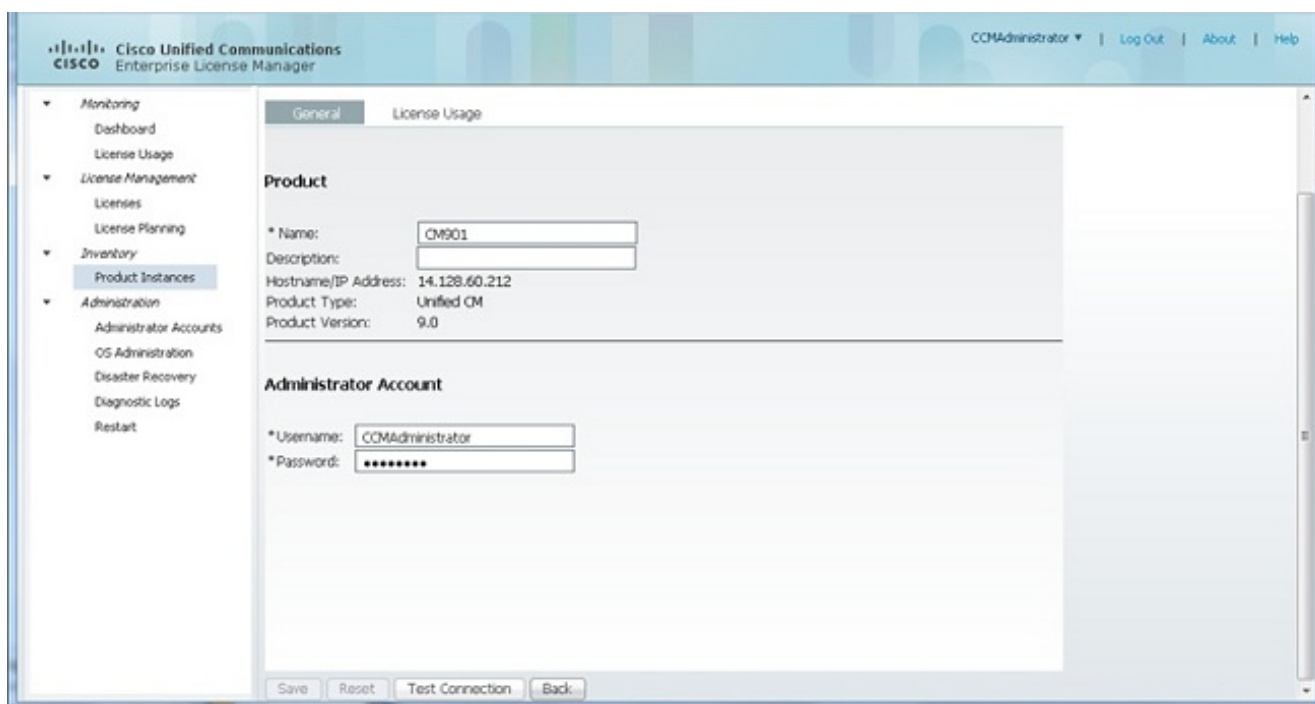 CCMAdministrator ▾ | Log Out | About | Help
Cisco Unified Communications
CISCO Enterprise License Manager
Monitoring
Dashboard
License Usage
License Management
Licenses
License Planning
Inventory
Product Instances
Administration
Administrator Accounts
OS Administration
Disaster Recovery
Diagnostic Logs
Restart
General License Usage
Product
* Name: CM901
Description:
Hostname/IP Address: 14.128.60.212
Product Type: Unified CM
Product Version: 9.0
Administrator Account
*Username: CCMAdministrator
*Password: ••••••••
Save Reset Test Connection Back